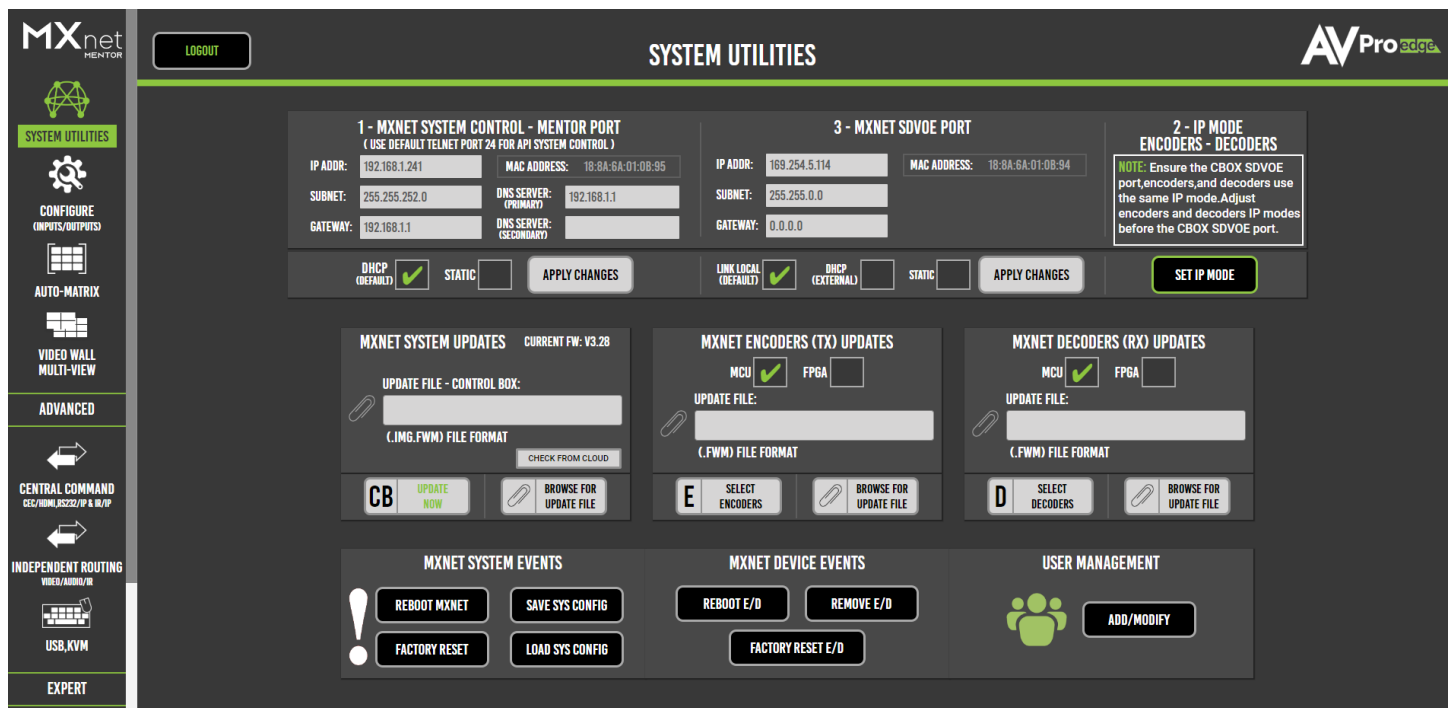 MXnet
MENTOR
LOGOUT
SYSTEM UTILITIES
AVPro edge
SYSTEM UTILITIES
CONFIGURE
(INPUTS/OUTPUTS)
AUTO-MATRIX
VIDEO WALL
MULTI-VIEW
ADVANCED
CENTRAL COMMAND
CEC/HDMI,RS232/IP & IR/IP
INDEPENDENT ROUTING
VIDEO/AUDIO/IR
USB,KVM
EXPERT
1 - MXNET SYSTEM CONTROL - MENTOR PORT
( USE DEFAULT TELNET PORT 24 FOR API SYSTEM CONTROL )
IP ADDR: 192.168.1.241 MAC ADDRESS: 18:8A:6A:01:0B:95
SUBNET: 255.255.252.0 DNS SERVER: (PRIMARY) 192.168.1.1
GATEWAY: 192.168.1.1 DNS SERVER: (SECONDARY)
DHCP (DEFAULT) STATIC APPLY CHANGES
3 - MXNET SDVOE PORT
IP ADDR: 169.254.5.114 MAC ADDRESS: 18:8A:6A:01:0B:94
SUBNET: 255.255.0.0
GATEWAY: 0.0.0.0
LINK LOCAL (DEFAULT) DHCP (EXTERNAL) STATIC APPLY CHANGES
2 - IP MODE
ENCODERS - DECODERS
NOTE: Ensure the CBOX SDVOE
port,encoders,and decoders use
the same IP mode.Adjust
encoders and decoders IP modes
before the CBOX SDVOE port.
SET IP MODE
MXNET SYSTEM UPDATES CURRENT FW: V3.28
UPDATE FILE - CONTROL BOX:
(.IMG.FWM) FILE FORMAT
CHECK FROM CLOUD
CB UPDATE NOW BROWSE FOR UPDATE FILE
MXNET ENCODERS (TX) UPDATES
MCU FPGA
UPDATE FILE:
(.FWM) FILE FORMAT
E SELECT ENCODERS BROWSE FOR UPDATE FILE
MXNET DECODERS (RX) UPDATES
MCU FPGA
UPDATE FILE:
(.FWM) FILE FORMAT
D SELECT DECODERS BROWSE FOR UPDATE FILE
MXNET SYSTEM EVENTS
REBOOT MXNET SAVE SYS CONFIG
FACTORY RESET LOAD SYS CONFIG
MXNET DEVICE EVENTS
REBOOT E/D REMOVE E/D
FACTORY RESET E/D
USER MANAGEMENT
ADD/MODIFY